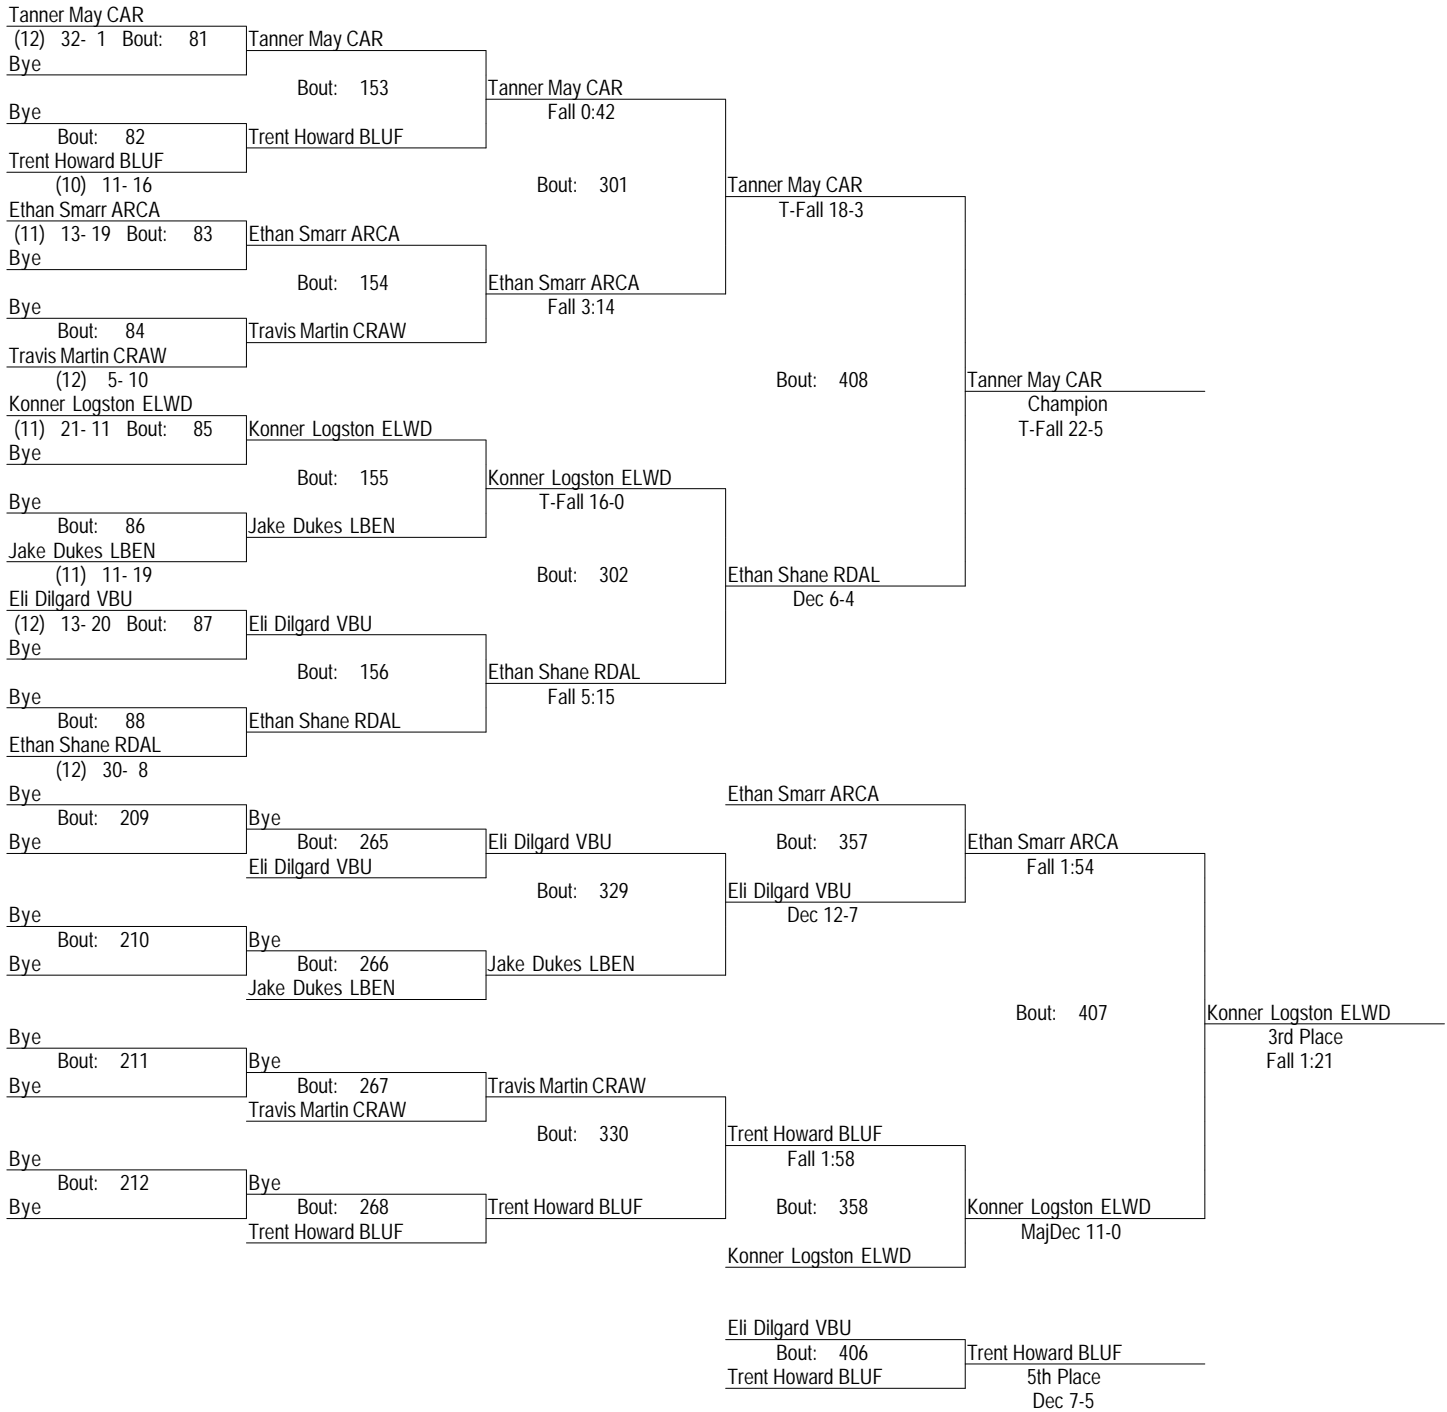 Tanner May CAR
(12) 32- 1 Bout: 81 Tanner May CAR
Bye
Bout: 153 Tanner May CAR
Bye Fall 0:42
Bout: 82 Trent Howard BLUF
Trent Howard BLUF
(10) 11- 16 Bout: 301 Tanner May CAR
Ethan Smarr ARCA T-Fall 18-3
(11) 13- 19 Bout: 83 Ethan Smarr ARCA
Bye
Bout: 154 Ethan Smarr ARCA
Bye Fall 3:14
Bout: 84 Travis Martin CRAW
Travis Martin CRAW
(12) 5- 10 Bout: 408 Tanner May CAR
Konner Logston ELWD Champion
(11) 21- 11 Bout: 85 Konner Logston ELWD T-Fall 22-5
Bye
Bout: 155 Konner Logston ELWD
Bye T-Fall 16-0
Bout: 86 Jake Dukes LBEN
Jake Dukes LBEN
(11) 11- 19 Bout: 302 Ethan Shane RDAL
Eli Dilgard VBU Dec 6-4
(12) 13- 20 Bout: 87 Eli Dilgard VBU
Bye
Bout: 156 Ethan Shane RDAL
Bye Fall 5:15
Bout: 88 Ethan Shane RDAL
Ethan Shane RDAL
(12) 30- 8
Bye Ethan Smarr ARCA
Bout: 209 Bye
Bye Bout: 265 Eli Dilgard VBU Bout: 357 Ethan Smarr ARCA
Eli Dilgard VBU Fall 1:54
Bout: 329 Eli Dilgard VBU
Bye Dec 12-7
Bout: 210 Bye
Bye Bout: 266 Jake Dukes LBEN
Jake Dukes LBEN
Bout: 407 Konner Logston ELWD
Bye 3rd Place
Bout: 211 Bye Fall 1:21
Bye Bout: 267 Travis Martin CRAW
Travis Martin CRAW
Bout: 330 Trent Howard BLUF
Bye Fall 1:58
Bout: 212 Bye
Bye Bout: 268 Trent Howard BLUF Bout: 358 Konner Logston ELWD
Trent Howard BLUF MajDec 11-0
Konner Logston ELWD
Eli Dilgard VBU
Bout: 406 Trent Howard BLUF
Trent Howard BLUF 5th Place
Dec 7-5